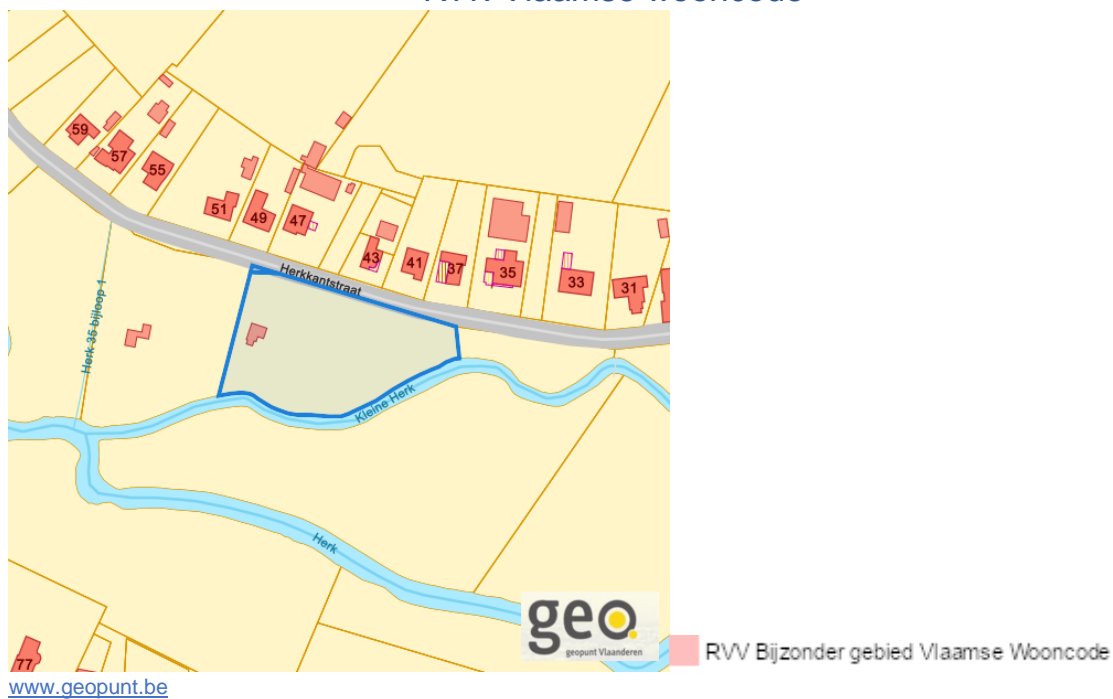 RVV Vlaamse wooncode
59
57
55
51
49
47
43
41
37
35
33
31
Herkkantstraat
Herk 35 bijloop 1
Kleine Herk
Herk
77
geo.
geopunt Vlaanderen
RVV Bijzonder gebied Vlaamse Wooncode
www.geopunt.be